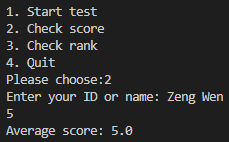 1. Start test
2. Check score
3. Check rank
4. Quit
Please choose:2
Enter your ID or name: Zeng Wen
5
Average score: 5.0